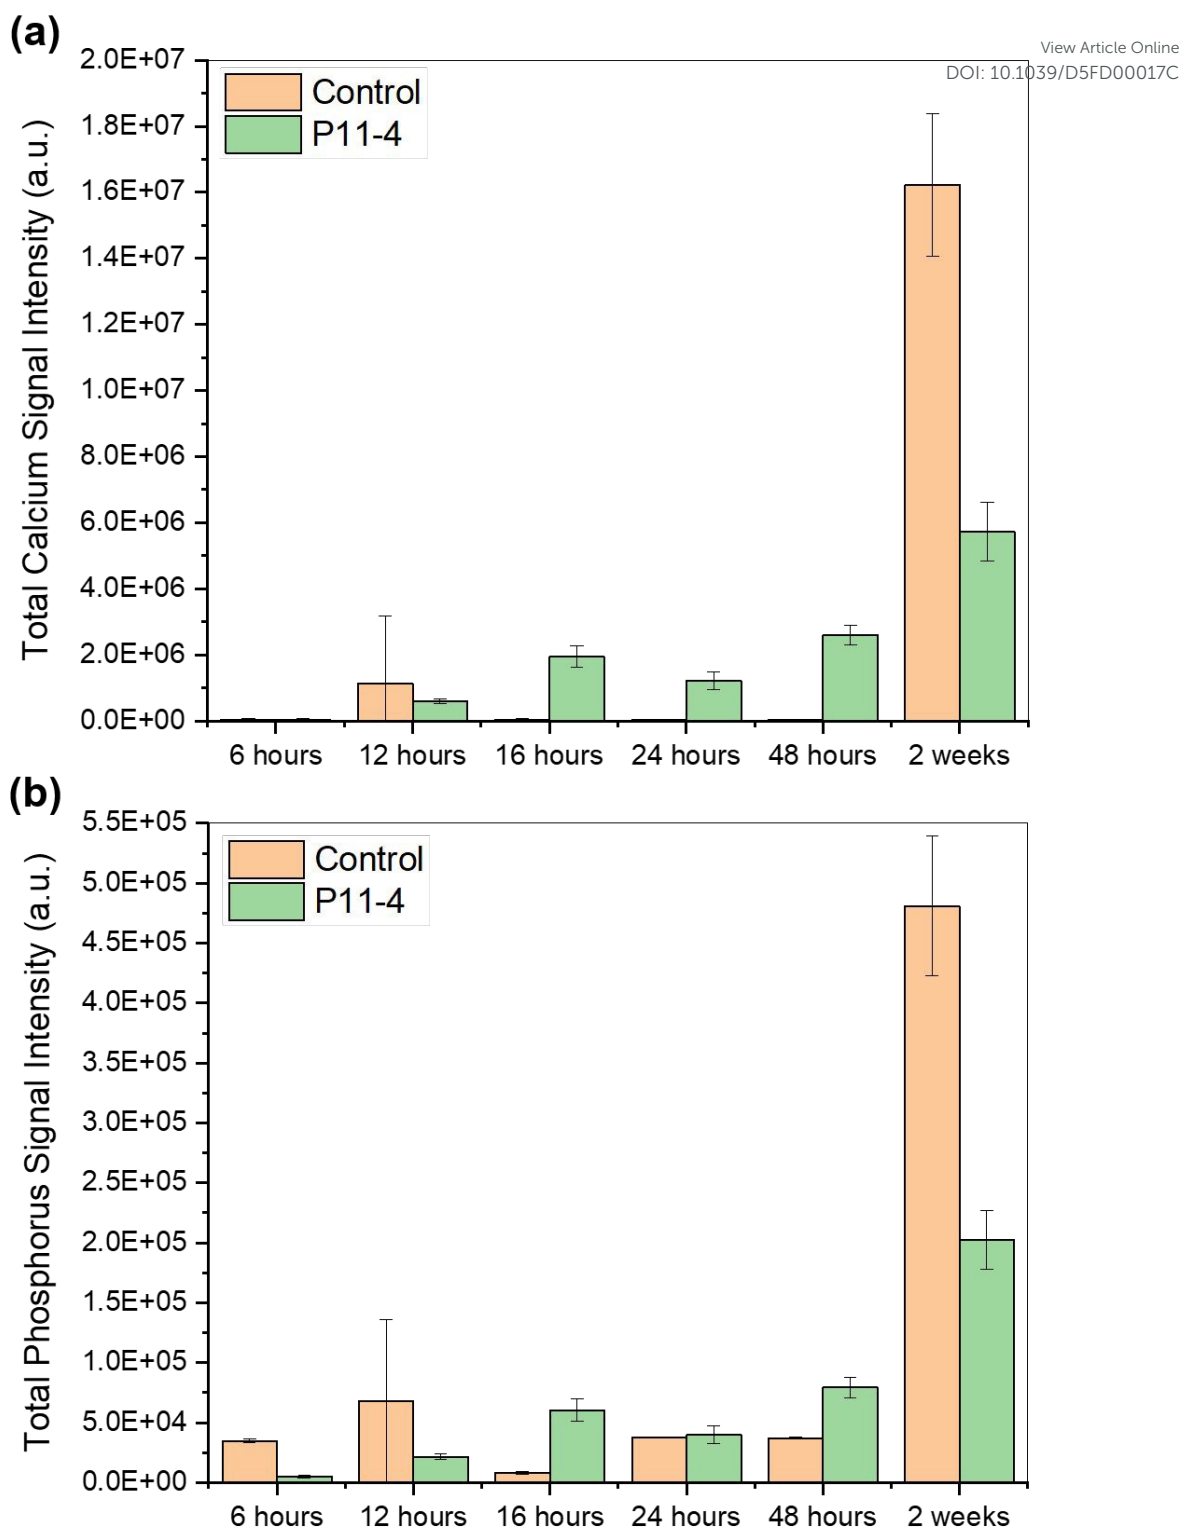 (a)
View Article Online
DOI: 10.1039/D5FD00017C
Total Calcium Signal Intensity (a.u.)
2.0E+07
1.8E+07
1.6E+07
1.4E+07
1.2E+07
1.0E+07
8.0E+06
6.0E+06
4.0E+06
2.0E+06
0.0E+00
Control
P11-4
6 hours 12 hours 16 hours 24 hours 48 hours 2 weeks
(b)
Total Phosphorus Signal Intensity (a.u.)
5.5E+05
5.0E+05
4.5E+05
4.0E+05
3.5E+05
3.0E+05
2.5E+05
2.0E+05
1.5E+05
1.0E+05
5.0E+04
0.0E+00
Control
P11-4
6 hours 12 hours 16 hours 24 hours 48 hours 2 weeks